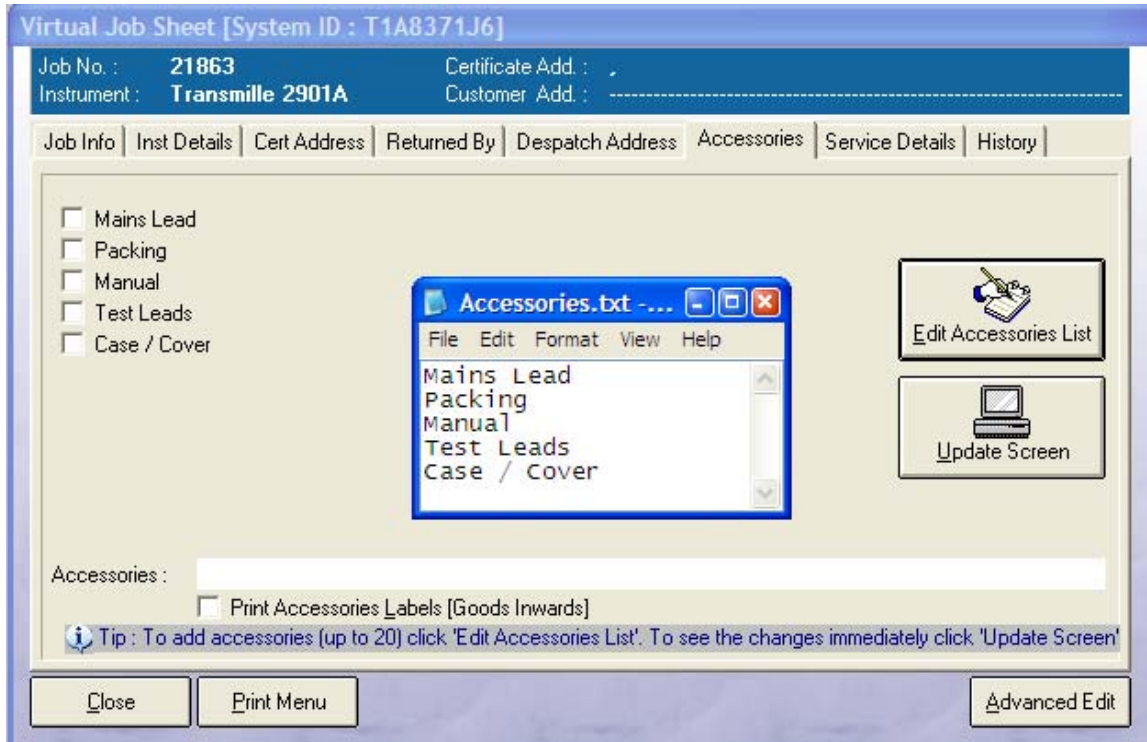 Virtual Job Sheet [System ID : T1A8371J6]
Job No. : 21863 Certificate Add. : ,
Instrument : Transmille 2901A Customer Add. : ----------------------------------------------------------------------
Job Info Inst Details Cert Address Returned By Despatch Address Accessories Service Details History
Mains Lead
Packing
Manual
Test Leads
Case / Cover
Accessories.txt -...
File Edit Format View Help
Mains Lead
Packing
Manual
Test Leads
Case / Cover
Edit Accessories List
Update Screen
Accessories :
Print Accessories Labels [Goods Inwards]
Tip : To add accessories (up to 20) click 'Edit Accessories List'. To see the changes immediately click 'Update Screen'
Close Print Menu Advanced Edit